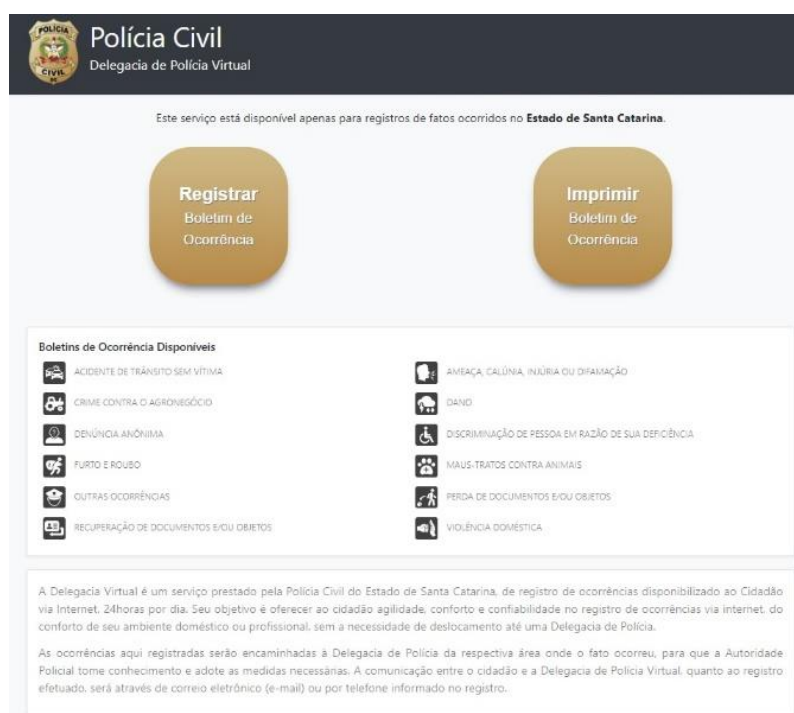 POLÍCIA
CIVIL
SC
Polícia Civil
Delegacia de Polícia Virtual
Este serviço está disponível apenas para registros de fatos ocorridos no Estado de Santa Catarina.
Registrar
Boletim de
Ocorrência
Imprimir
Boletim de
Ocorrência
Boletins de Ocorrência Disponíveis
ACIDENTE DE TRÂNSITO SEM VÍTIMA
AMEAÇA, CALÚNIA, INJÚRIA OU DIFAMAÇÃO
CRIME CONTRA O AGRONEGÓCIO
DANO
DENÚNCIA ANÔNIMA
DISCRIMINAÇÃO DE PESSOA EM RAZÃO DE SUA DEFICIÊNCIA
FURTO E ROUBO
MAUS-TRATOS CONTRA ANIMAIS
OUTRAS OCORRÊNCIAS
PERDA DE DOCUMENTOS E/OU OBJETOS
RECUPERAÇÃO DE DOCUMENTOS E/OU OBJETOS
VIOLÊNCIA DOMÉSTICA
A Delegacia Virtual é um serviço prestado pela Polícia Civil do Estado de Santa Catarina, de registro de ocorrências disponibilizado ao Cidadão
via Internet, 24horas por dia. Seu objetivo é oferecer ao cidadão agilidade, conforto e confiabilidade no registro de ocorrências via internet, do
conforto de seu ambiente doméstico ou profissional, sem a necessidade de deslocamento até uma Delegacia de Polícia.
As ocorrências aqui registradas serão encaminhadas à Delegacia de Polícia da respectiva área onde o fato ocorreu, para que a Autoridade
Policial tome conhecimento e adote as medidas necessárias. A comunicação entre o cidadão e a Delegacia de Polícia Virtual, quanto ao registro
efetuado, será através de correio eletrônico (e-mail) ou por telefone informado no registro.